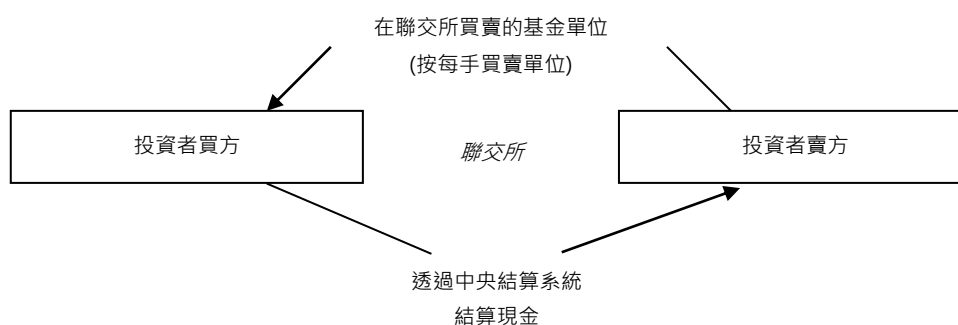 在聯交所買賣的基金單位
(按每手買賣單位)
投資者買方
聯交所
投資者賣方
透過中央結算系統
結算現金